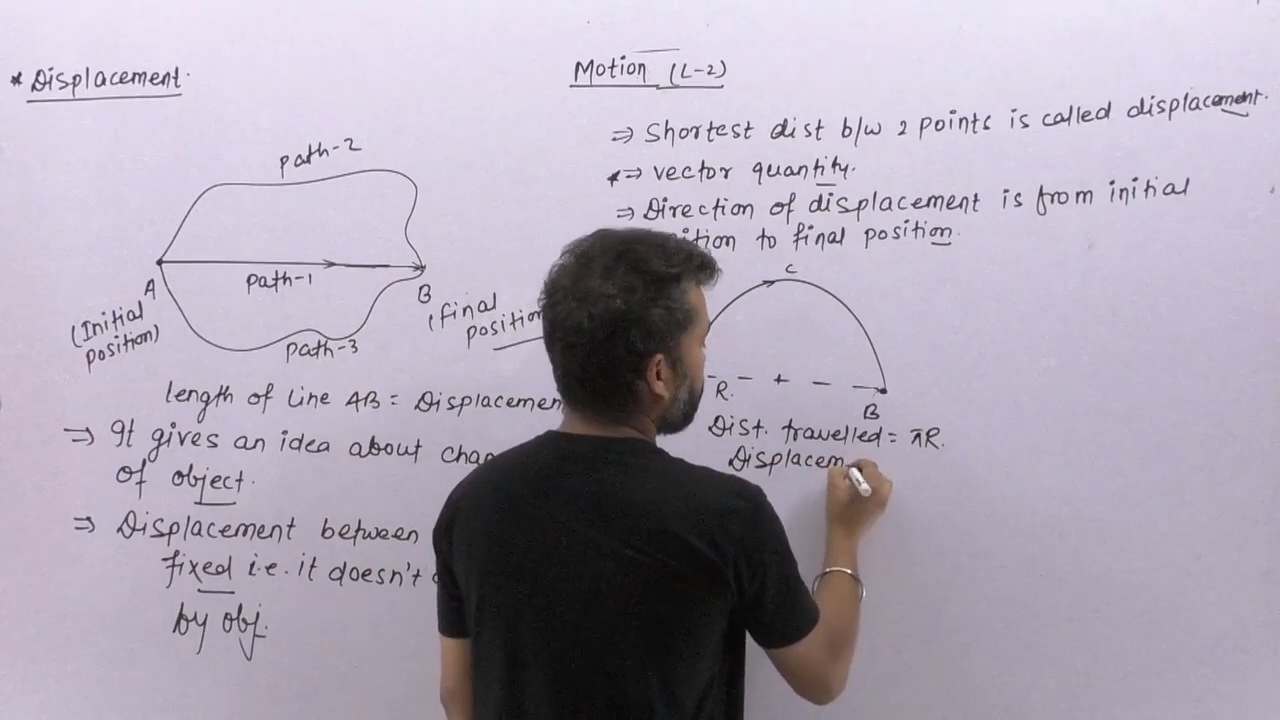 * Displacement.
Motion (L-2)
⇒ Shortest dist b/w 2 points is called displacement.
*⇒ vector quantity.
⇒ Direction of displacement is from initial
to final position.
path-2
path-1
path-3
A
(Initial
position)
B
(final
position
C
R.
B
length of Line AB =
Dist. travelled = πR.
Displacem
⇒ It gives an idea about
of object.
⇒ Displacement between
fixed i.e. it doesn't
by obj.